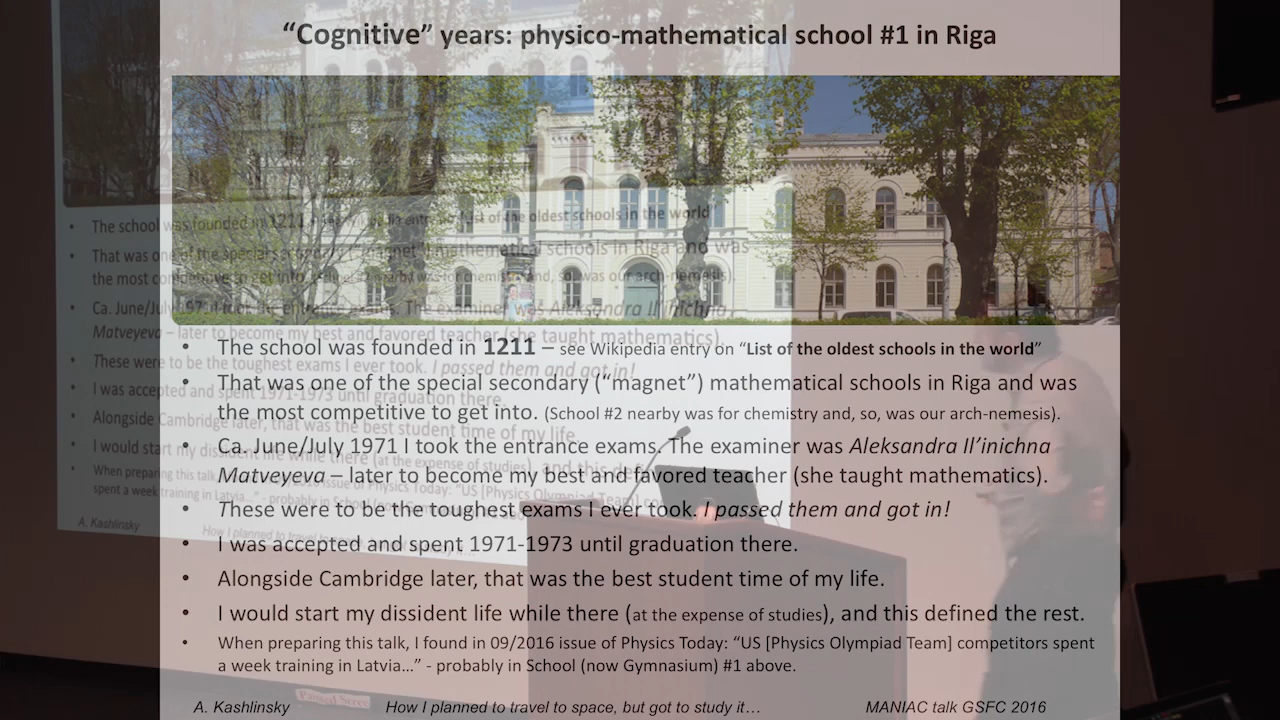 “Cognitive” years: physico-mathematical school #1 in Riga
• The school was founded in 1211 – see Wikipedia entry on “List of the oldest schools in the world”
• That was one of the special secondary (“magnet”) mathematical schools in Riga and was
the most competitive to get into. (School #2 nearby was for chemistry and, so, was our arch-nemesis).
• Ca. June/July 1971 I took the entrance exams. The examiner was Aleksandra Il’inichna
Matveyeva – later to become my best and favored teacher (she taught mathematics).
• These were to be the toughest exams I ever took. I passed them and got in!
• I was accepted and spent 1971-1973 until graduation there.
• Alongside Cambridge later, that was the best student time of my life.
• I would start my dissident life while there (at the expense of studies), and this defined the rest.
• When preparing this talk, I found in 09/2016 issue of Physics Today: “US [Physics Olympiad Team] competitors spent
a week training in Latvia…” - probably in School (now Gymnasium) #1 above.
A. Kashlinsky How I planned to travel to space, but got to study it… MANIAC talk GSFC 2016